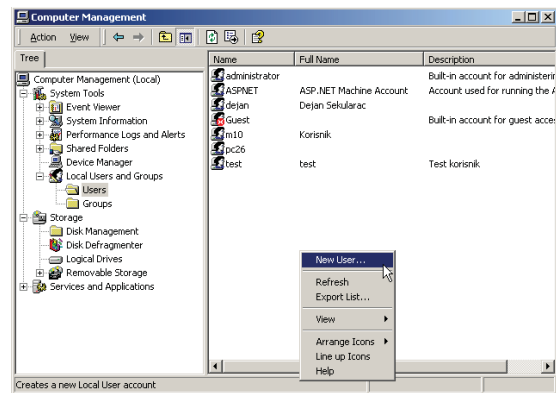 Computer Management
Action View
Tree
Computer Management (Local)
System Tools
Event Viewer
System Information
Performance Logs and Alerts
Shared Folders
Device Manager
Local Users and Groups
Users
Groups
Storage
Disk Management
Disk Defragmenter
Logical Drives
Removable Storage
Services and Applications
Name Full Name Description
administrator Built-in account for administerin
ASPNET ASP.NET Machine Account Account used for running the A
dejan Dejan Sekularac
Guest Built-in account for guest acces
m10 Korisnik
pc26
test test Test korisnik
New User...
Refresh
Export List...
View
Arrange Icons
Line up Icons
Help
Creates a new Local User account